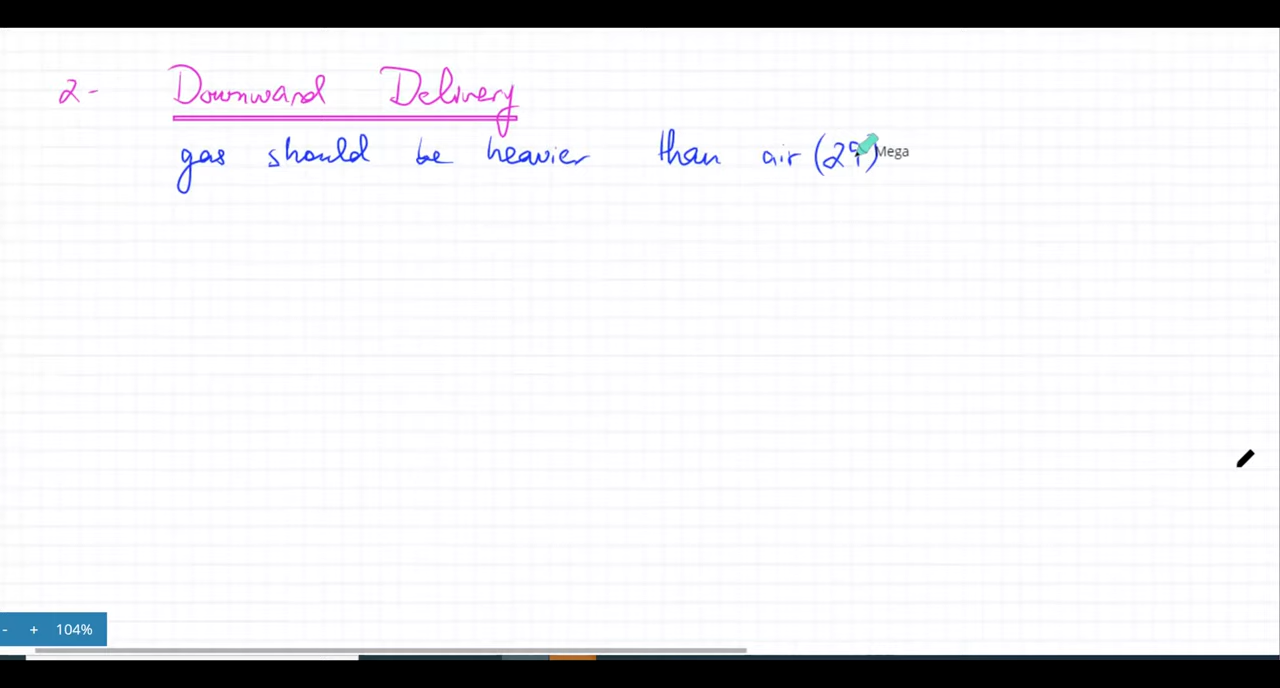 2- Downward Delivery
gas should be heavier than air (29)
Mega
- + 104%